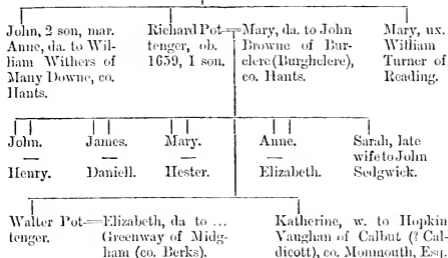 John, 2 son, mar.
Anne, da. to Wil-
liam Withers of
Many Downe, co.
Hants.
Richard Pot-
tenger, ob.
1659, 1 son.
Mary, da. to John
Browne of Bur-
clere (Burghclere),
co. Hants.
Mary, ux.
William
Turner of
Reading.
John.
—
Henry.
James.
—
Daniell.
Mary.
—
Hester.
Anne.
—
Elizabeth.
Sarah, late
wife to John
Sedgwick.
Walter Pot-
tenger.
Elizabeth, da to ...
Greenway of Midg-
ham (co. Berks).
Katherine, w. to Hopkin
Vaughan of Calbut (? Cal-
dicott), co. Monmouth, Esq.